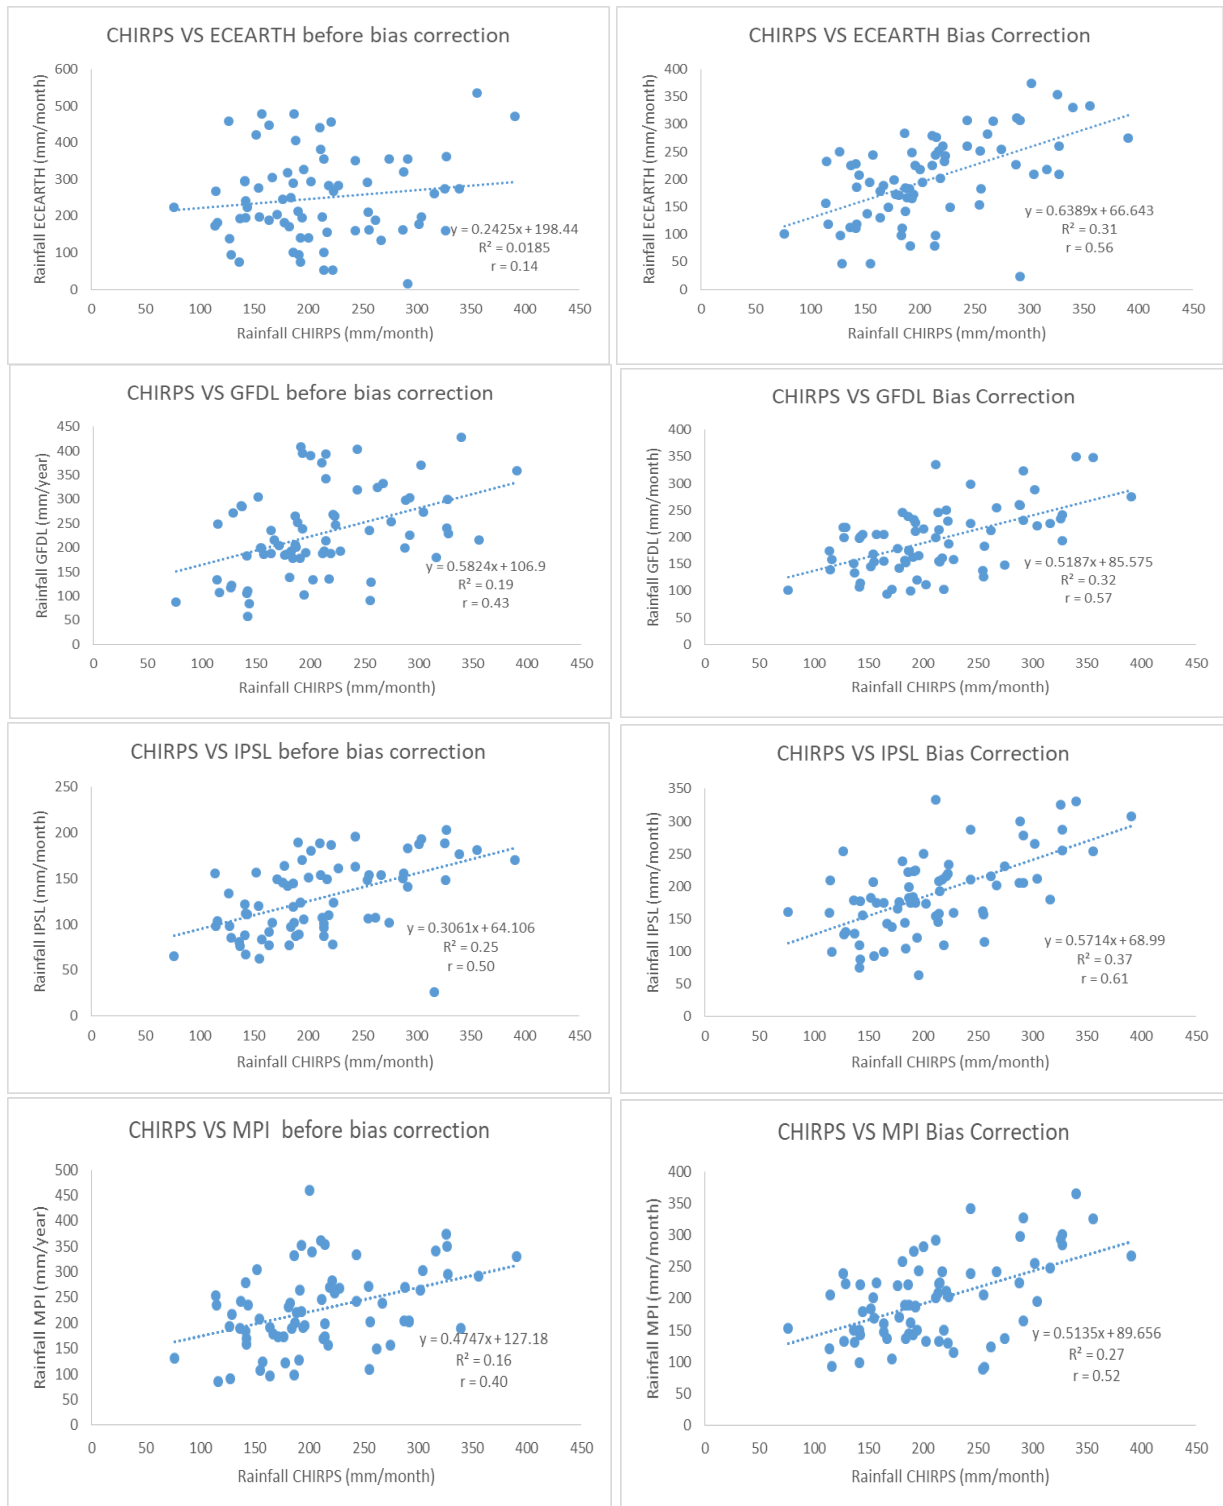 CHIRPS VS ECEARTH before bias correction
Rainfall ECEARTH (mm/month)
600
500
400
300
200
100
0
y = 0.2425x + 198.44
R² = 0.0185
r = 0.14
0 50 100 150 200 250 300 350 400 450
Rainfall CHIRPS (mm/month)
CHIRPS VS ECEARTH Bias Correction
Rainfall ECEARTH (mm/month)
400
350
300
250
200
150
100
50
0
y = 0.6389x + 66.643
R² = 0.31
r = 0.56
0 50 100 150 200 250 300 350 400 450
Rainfall CHIRPS (mm/month)
CHIRPS VS GFDL before bias correction
Rainfall GFDL (mm/year)
450
400
350
300
250
200
150
100
50
0
y = 0.5824x + 106.9
R² = 0.19
r = 0.43
0 50 100 150 200 250 300 350 400 450
Rainfall CHIRPS (mm/month)
CHIRPS VS GFDL Bias Correction
Rainfall GFDL (mm/month)
400
350
300
250
200
150
100
50
0
y = 0.5187x + 85.575
R² = 0.32
r = 0.57
0 50 100 150 200 250 300 350 400 450
Rainfall CHIRPS (mm/month)
CHIRPS VS IPSL before bias correction
Rainfall IPSL (mm/month)
250
200
150
100
50
0
y = 0.3061x + 64.106
R² = 0.25
r = 0.50
0 50 100 150 200 250 300 350 400 450
Rainfall CHIRPS (mm/month)
CHIRPS VS IPSL Bias Correction
Rainfall IPSL (mm/month)
350
300
250
200
150
100
50
0
y = 0.5714x + 68.99
R² = 0.37
r = 0.61
0 50 100 150 200 250 300 350 400 450
Rainfall CHIRPS (mm/month)
CHIRPS VS MPI before bias correction
Rainfall MPI (mm/year)
500
450
400
350
300
250
200
150
100
50
0
y = 0.4747x + 127.18
R² = 0.16
r = 0.40
0 50 100 150 200 250 300 350 400 450
Rainfall CHIRPS (mm/month)
CHIRPS VS MPI Bias Correction
Rainfall MPI (mm/month)
400
350
300
250
200
150
100
50
0
y = 0.5135x + 89.656
R² = 0.27
r = 0.52
0 50 100 150 200 250 300 350 400 450
Rainfall CHIRPS (mm/month)